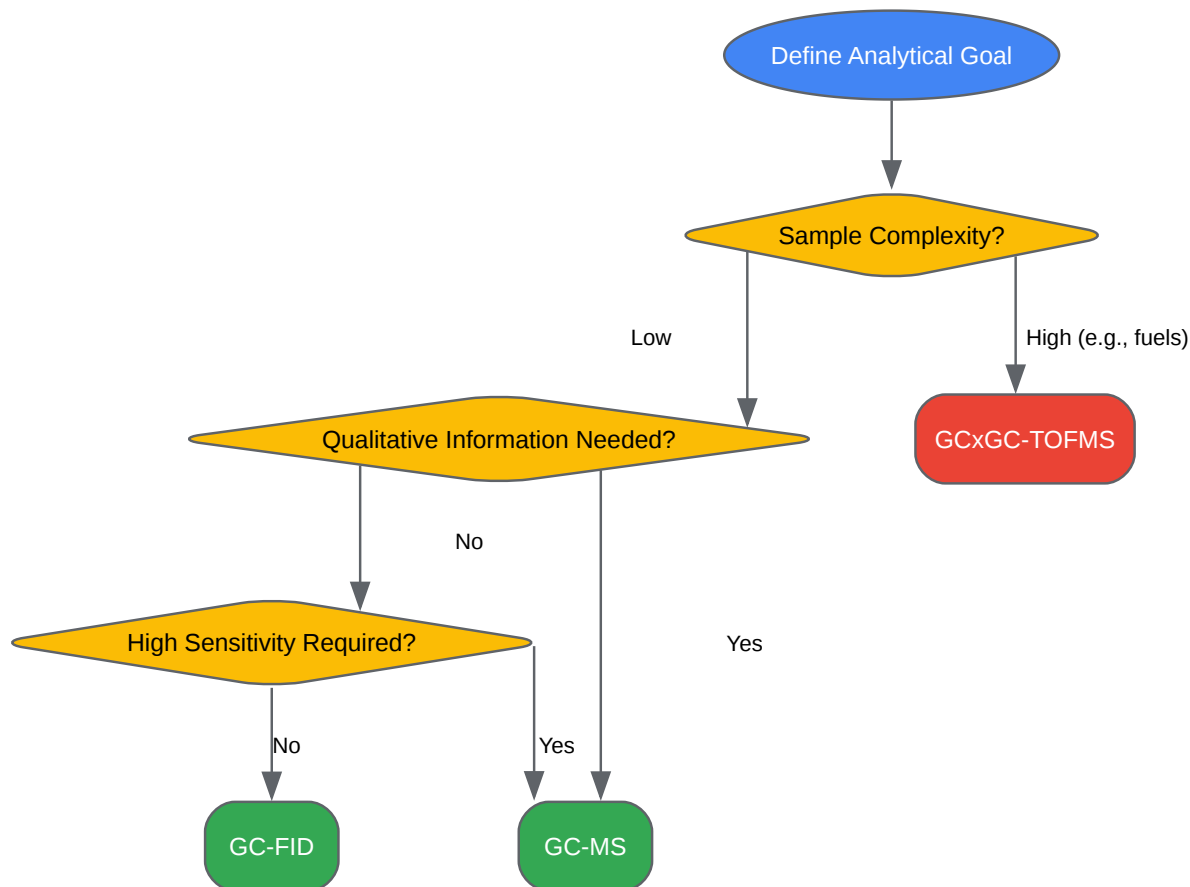 Define Analytical Goal
Sample Complexity?
Low
High (e.g., fuels)
Qualitative Information Needed?
GCxGC-TOFMS
No
High Sensitivity Required?
Yes
No
Yes
GC-FID
GC-MS